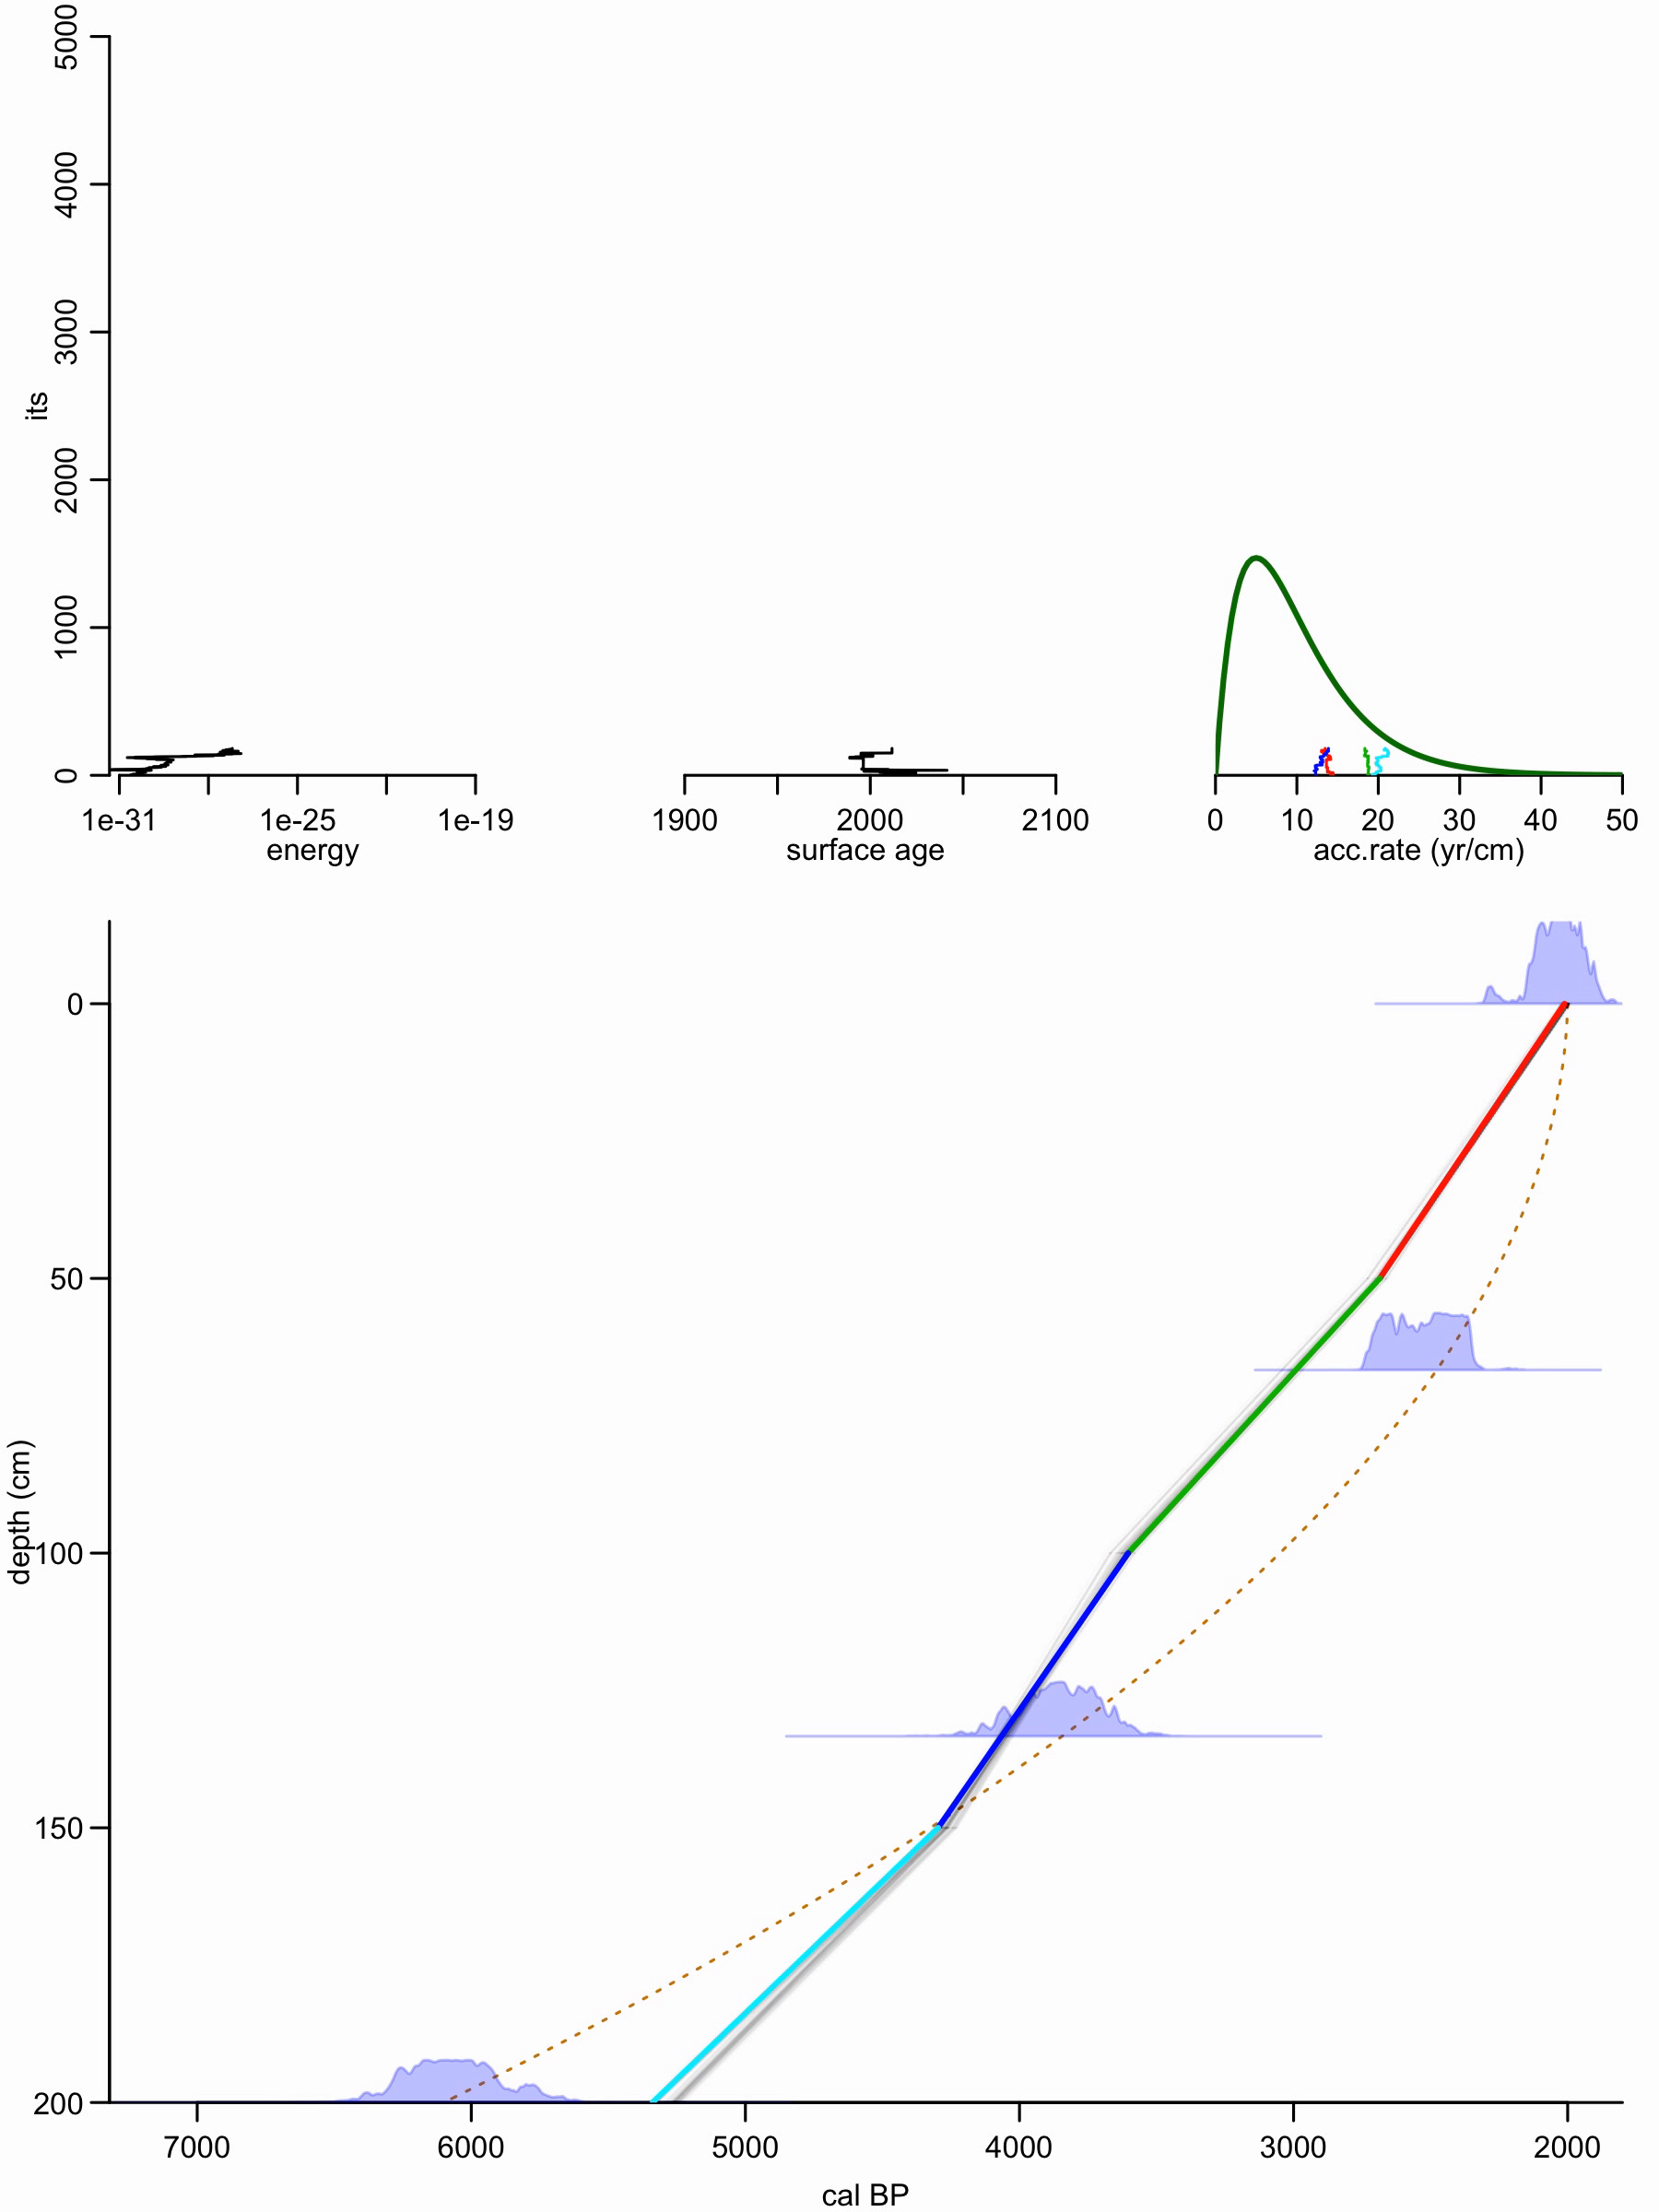 5000
4000
3000
2000
1000
0
its
1e-31 1e-25 1e-19
energy
1900 2000 2100
surface age
0 10 20 30 40 50
acc.rate (yr/cm)
0
50
100
150
200
depth (cm)
7000 6000 5000 4000 3000 2000
cal BP